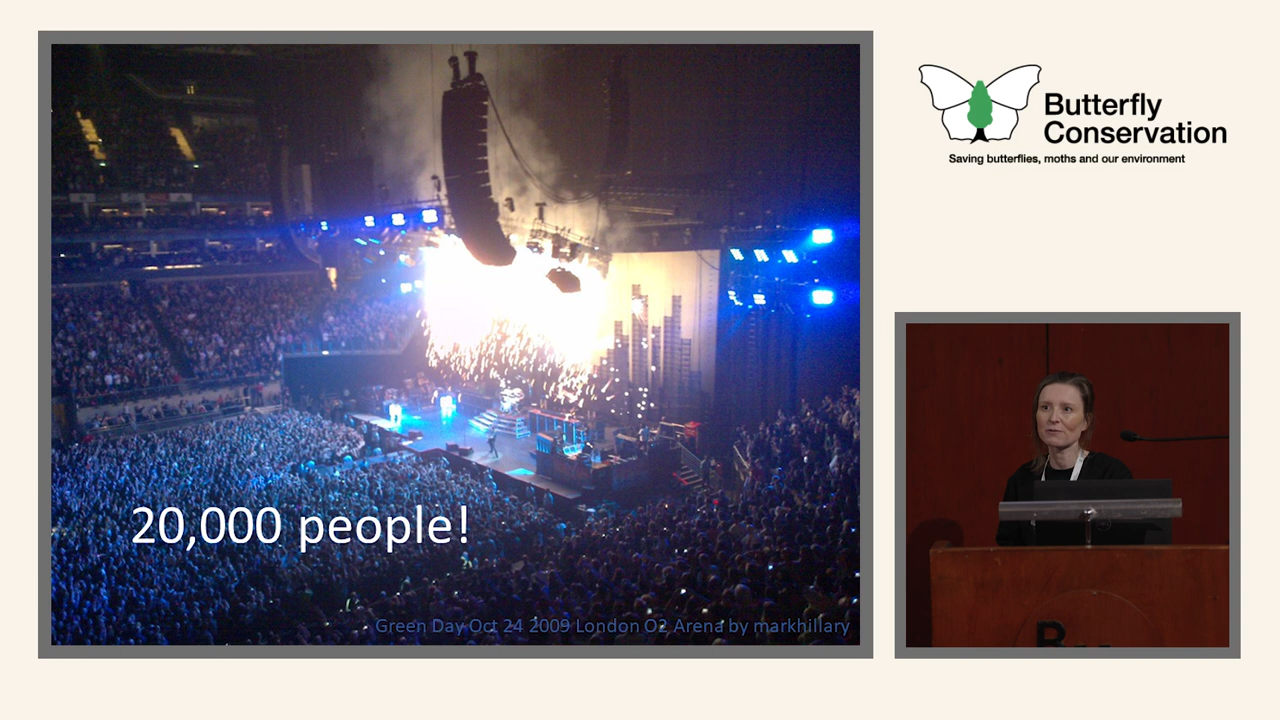 20,000 people!
Green Day Oct 24 2009 London O2 Arena by markhillary
Butterfly
Conservation
Saving butterflies, moths and our environment